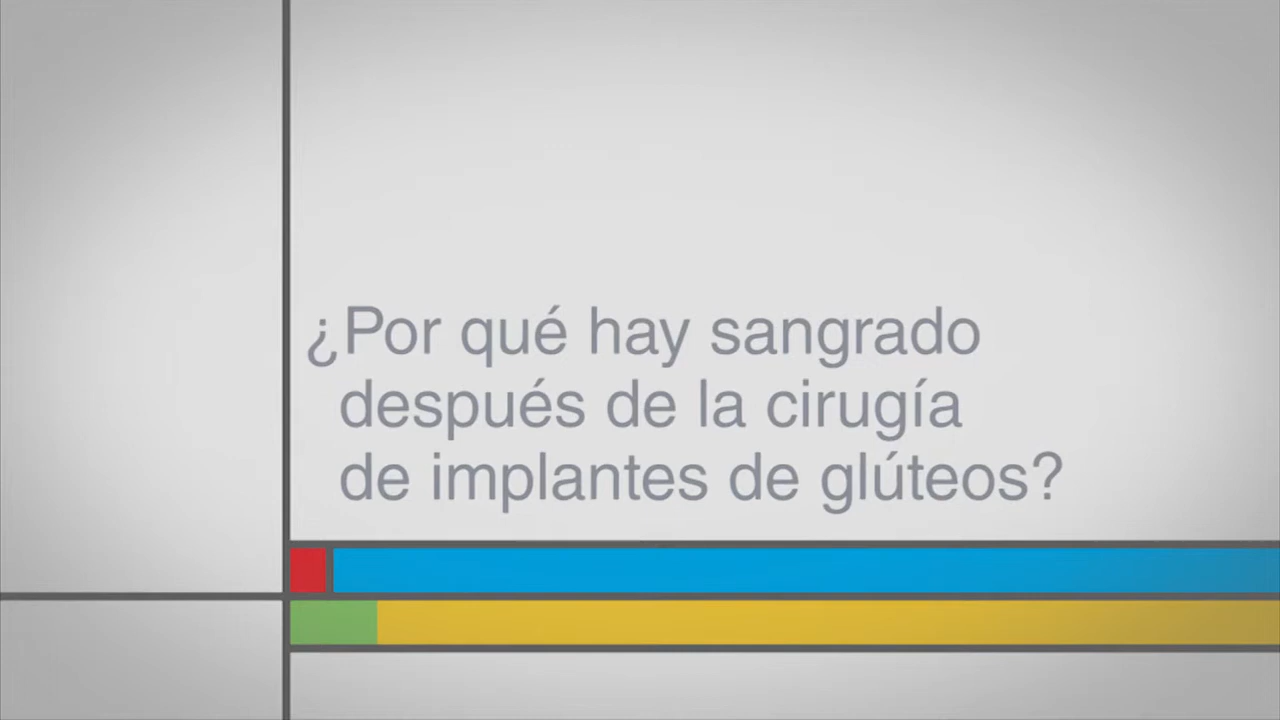 ¿Por qué hay sangrado
después de la cirugía
de implantes de glúteos?